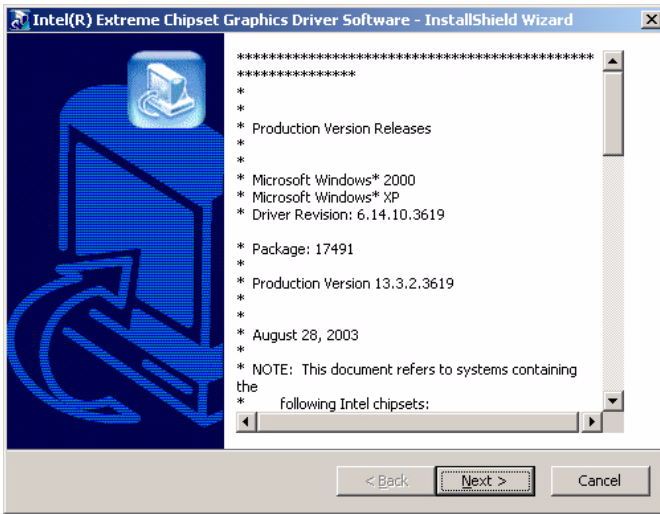 Intel(R) Extreme Chipset Graphics Driver Software - InstallShield Wizard
********************************************
***************
*
*
* Production Version Releases
*
*
* Microsoft Windows* 2000
* Microsoft Windows* XP
* Driver Revision: 6.14.10.3619
* Package: 17491
*
* Production Version 13.3.2.3619
*
*
* August 28, 2003
*
* NOTE: This document refers to systems containing
the
* following Intel chipsets:
< Back
Next >
Cancel